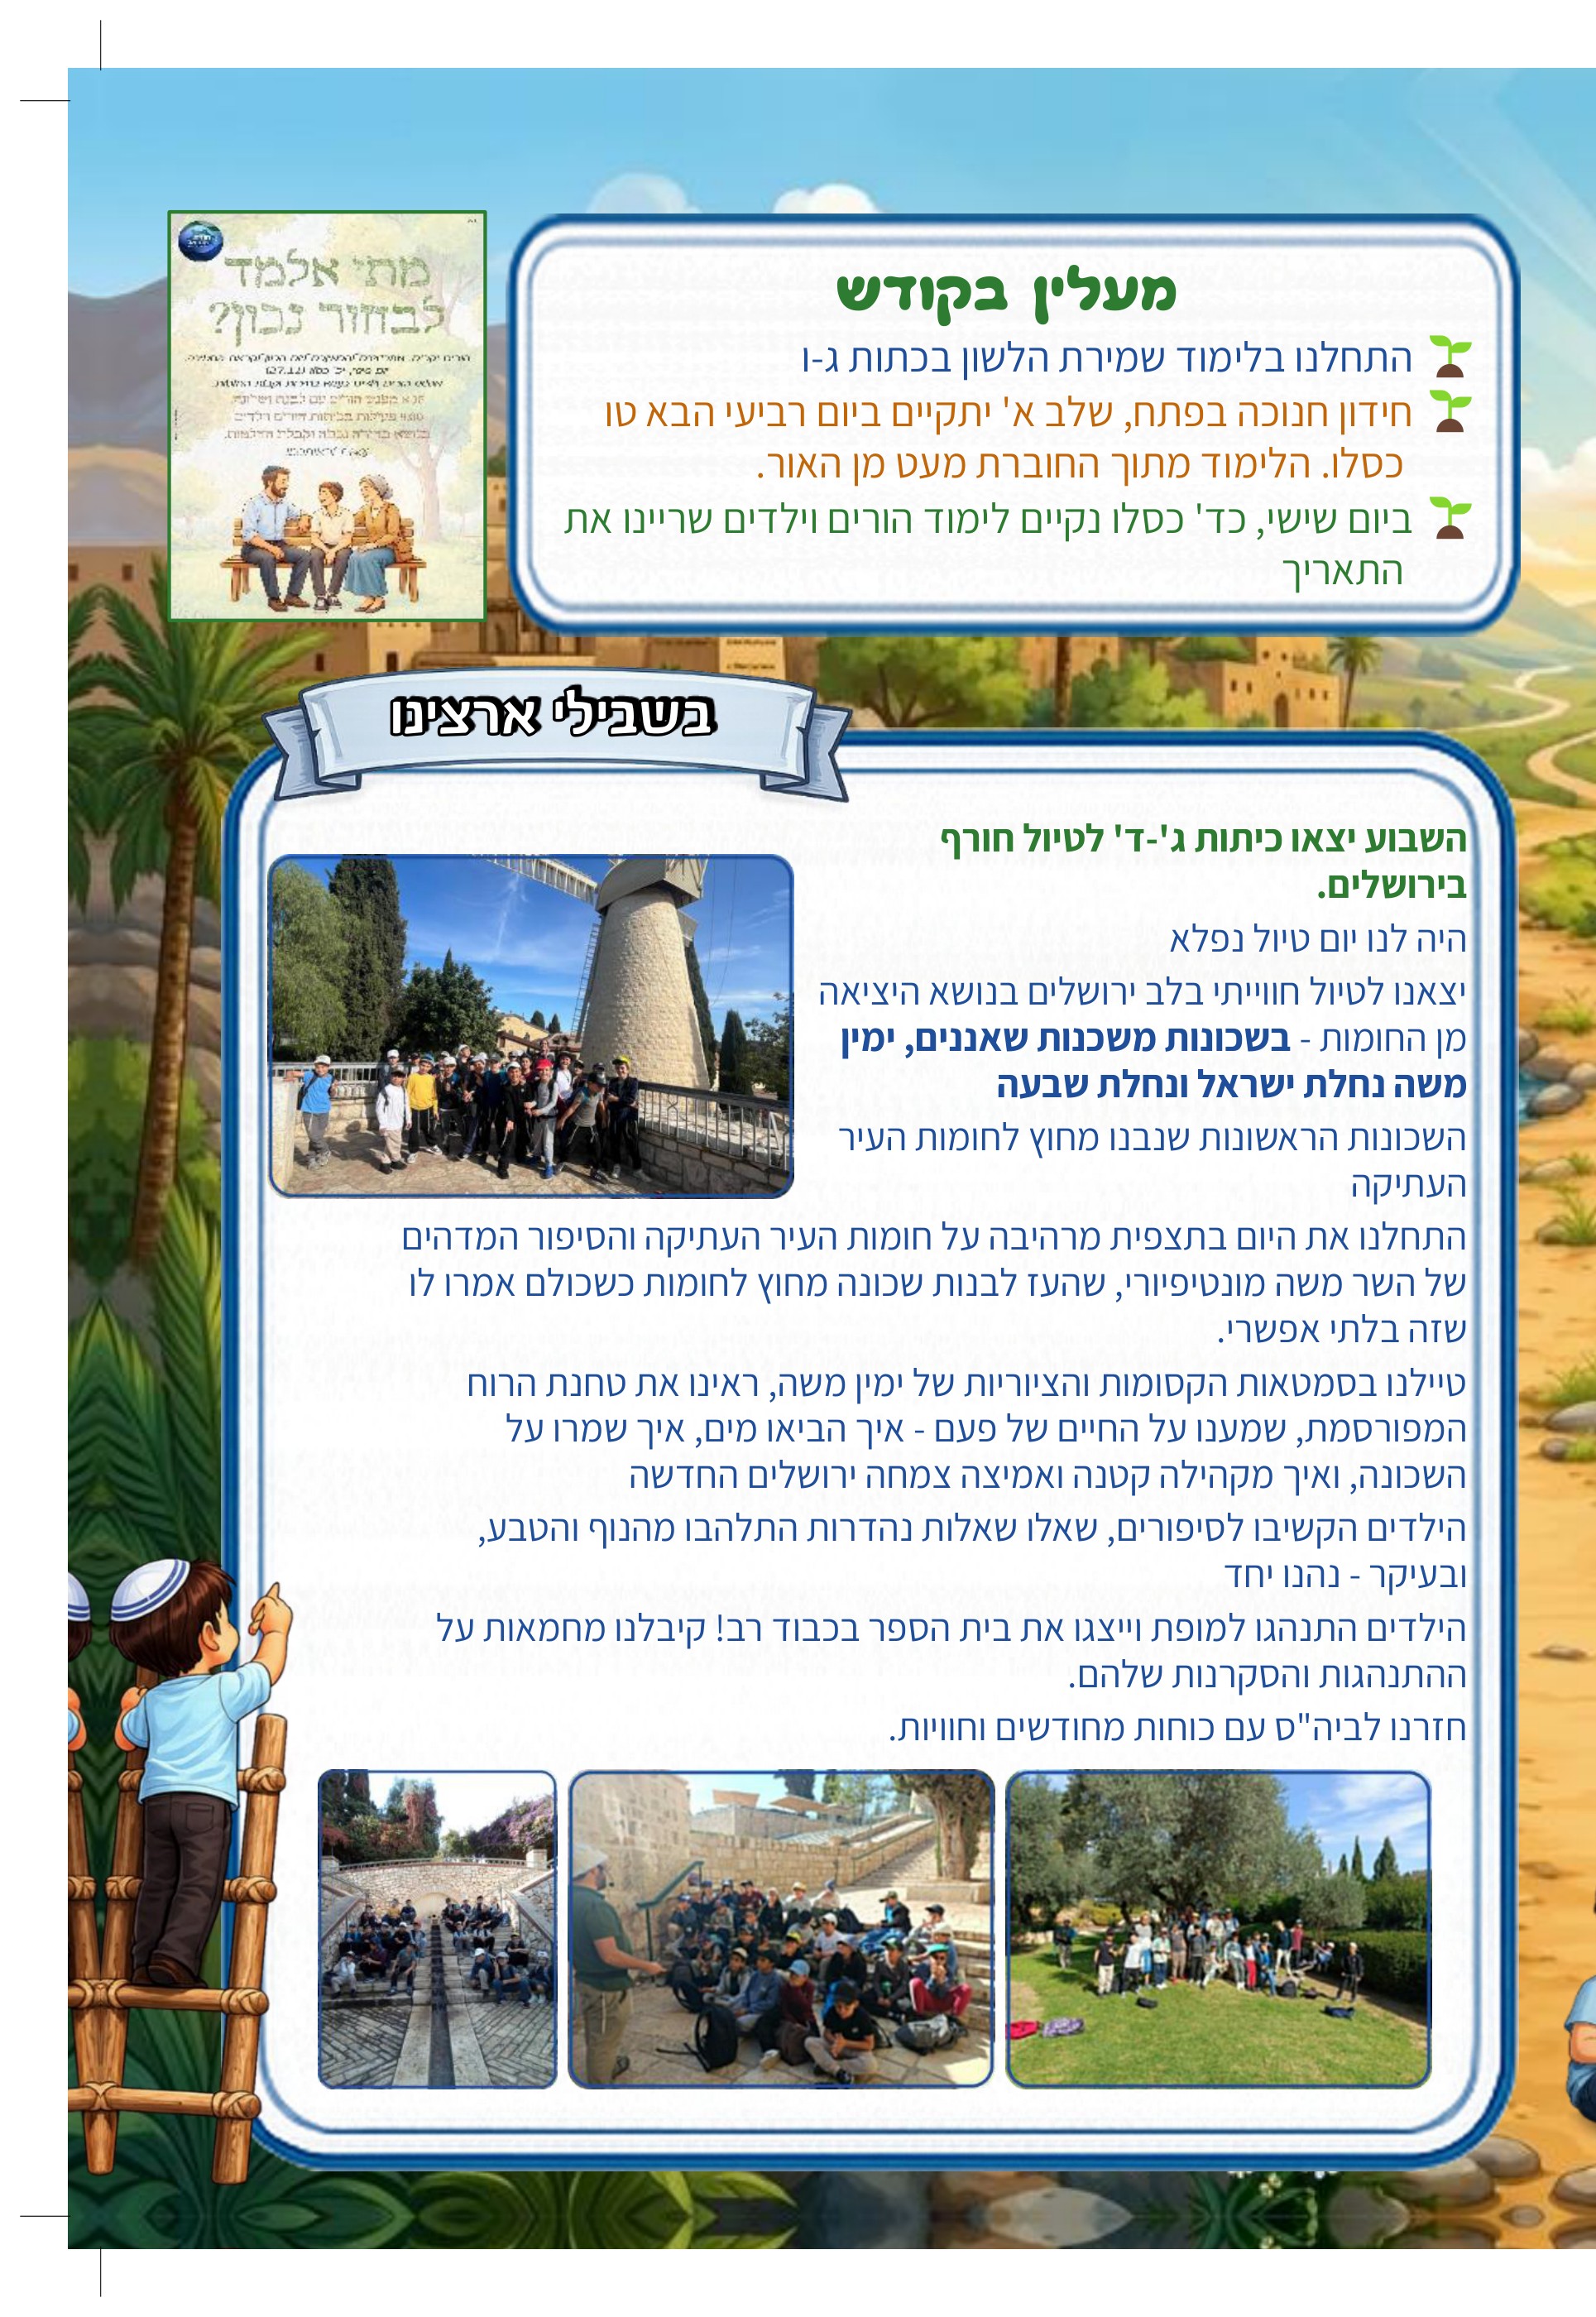 מעלין בקודש
התחלנו בלימוד שמירת הלשון בכתות ג-ו
חידון חנוכה בפתח, שלב א' יתקיים ביום רביעי הבא טו
כסלו. הלימוד מתוך החוברת מעט מן האור.
ביום שישי, כד' כסלו נקיים לימוד הורים וילדים שריינו את
התאריך
מתי אלמד
לבחור נכון?
בשבילי ארצינו
השבוע יצאו כיתות ג'-ד' לטיול חורף
בירושלים.
היה לנו יום טיול נפלא
יצאנו לטיול חווייתי בלב ירושלים בנושא היציאה
מן החומות - בשכונות משכנות שאננים, ימין
משה נחלת ישראל ונחלת שבעה
השכונות הראשונות שנבנו מחוץ לחומות העיר
העתיקה
התחלנו את היום בתצפית מרהיבה על חומות העיר העתיקה והסיפור המדהים
של השר משה מונטיפיורי, שהעז לבנות שכונה מחוץ לחומות כשכולם אמרו לו
שזה בלתי אפשרי.
טיילנו בסמטאות הקסומות והציוריות של ימין משה, ראינו את טחנת הרוח
המפורסמת, שמענו על החיים של פעם - איך הביאו מים, איך שמרו על
השכונה, ואיך מקהילה קטנה ואמיצה צמחה ירושלים החדשה
הילדים הקשיבו לסיפורים, שאלו שאלות נהדרות התלהבו מהנוף והטבע,
ובעיקר - נהנו יחד
הילדים התנהגו למופת וייצגו את בית הספר בכבוד רב! קיבלנו מחמאות על
ההתנהגות והסקרנות שלהם.
חזרנו לביה"ס עם כוחות מחודשים וחוויות.